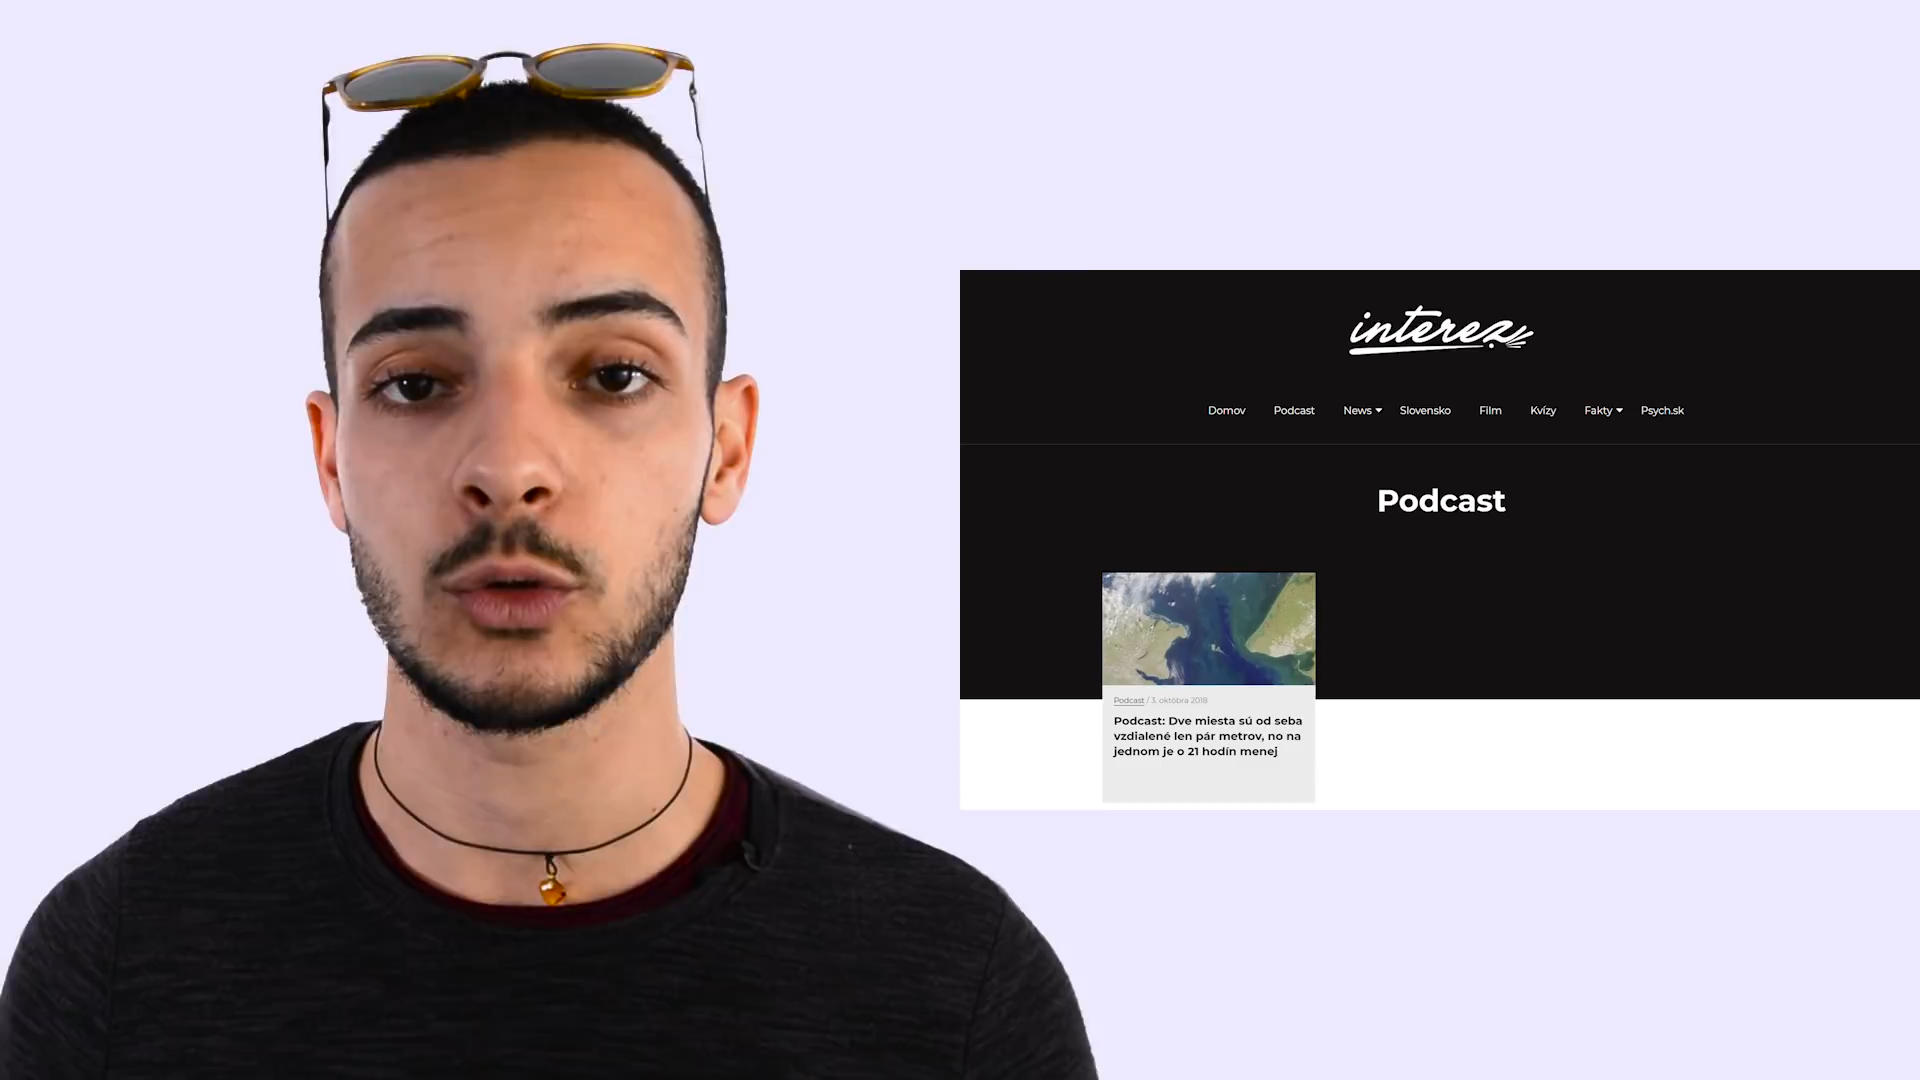 interez
Domov Podcast News Slovensko Film Kvízy Fakty Psych.sk
Podcast
Podcast / 3. októbra 2018
Podcast: Dve miesta sú od seba
vzdialené len pár metrov, no na
jednom je o 21 hodín menej